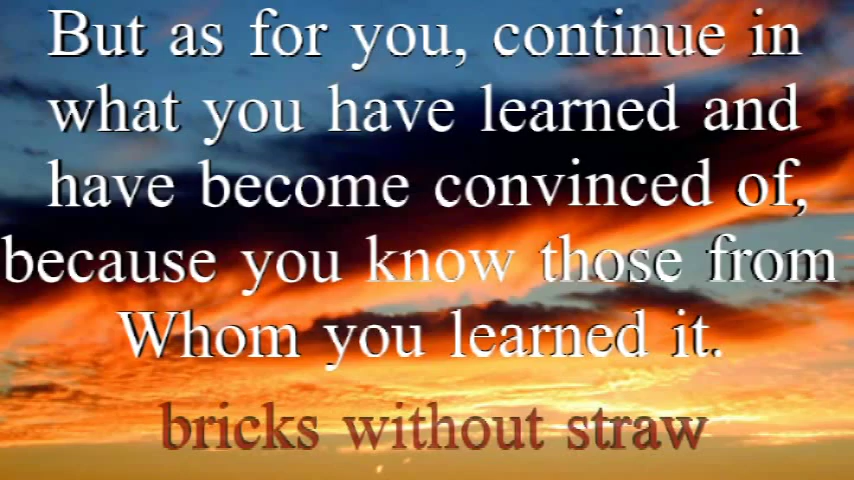 But as for you, continue in
what you have learned and
have become convinced of,
because you know those from
Whom you learned it.
bricks without straw